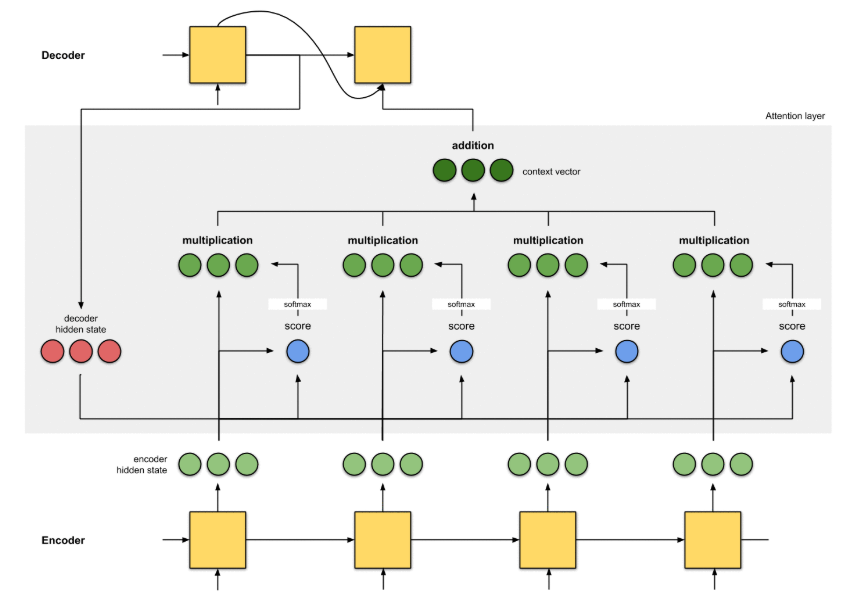 Decoder
Attention layer
addition
context vector
multiplication
multiplication
multiplication
multiplication
softmax
softmax
softmax
softmax
decoder
hidden state
score
score
score
score
encoder
hidden state
Encoder